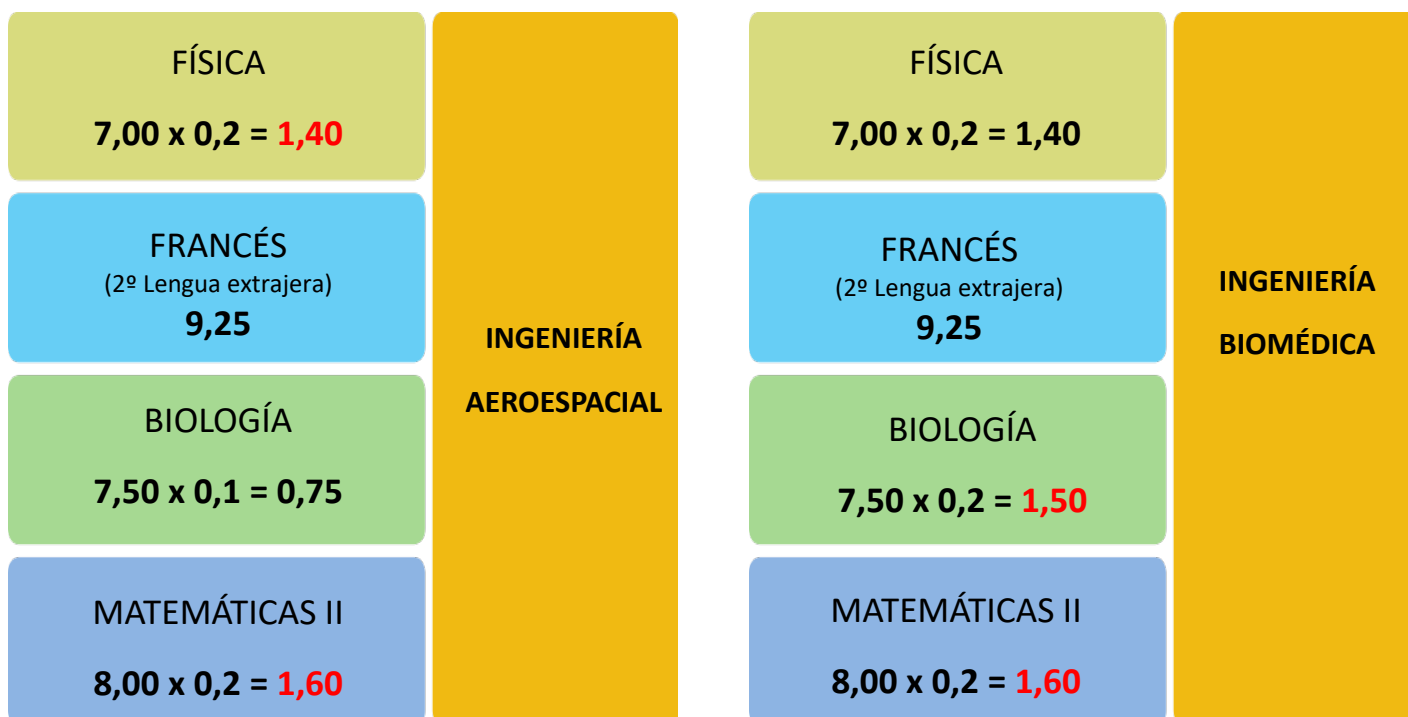 FÍSICA
7,00 x 0,2 = 1,40
FRANCÉS
(2º Lengua extrajera)
9,25
BIOLOGÍA
7,50 x 0,1 = 0,75
MATEMÁTICAS II
8,00 x 0,2 = 1,60
INGENIERÍA
AEROESPACIAL
FÍSICA
7,00 x 0,2 = 1,40
FRANCÉS
(2º Lengua extrajera)
9,25
BIOLOGÍA
7,50 x 0,2 = 1,50
MATEMÁTICAS II
8,00 x 0,2 = 1,60
INGENIERÍA
BIOMÉDICA